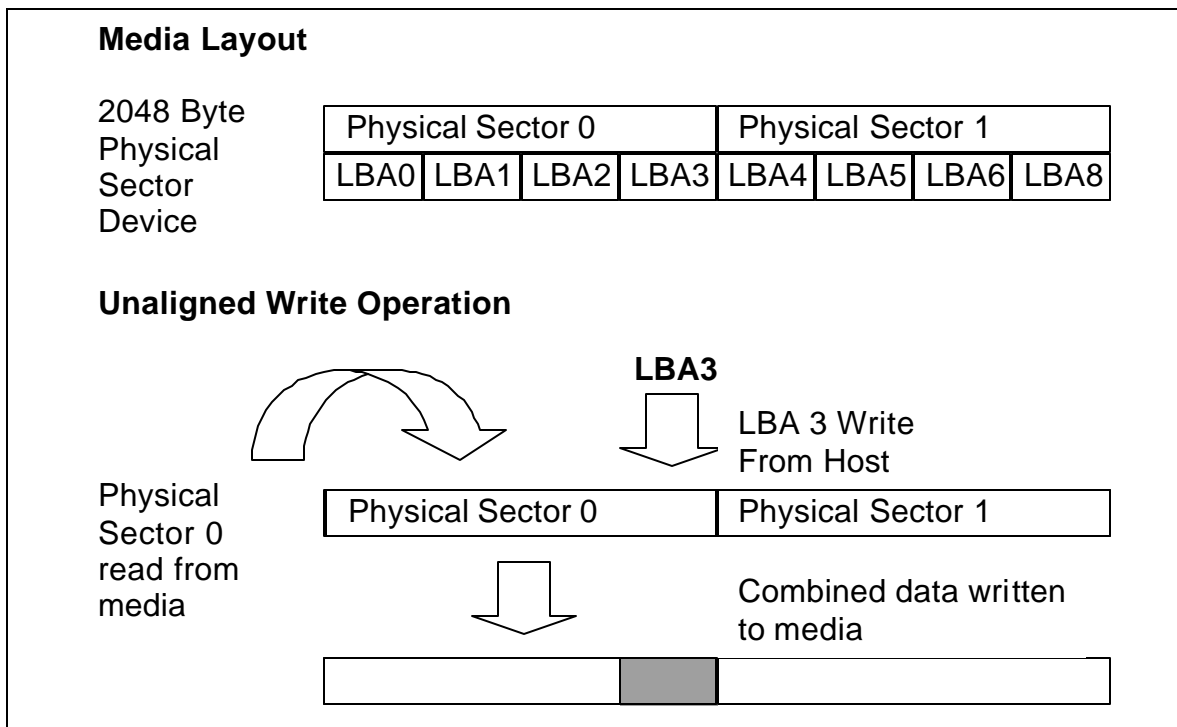 Media Layout
2048 Byte
Physical
Sector
Device
Physical Sector 0
Physical Sector 1
LBA0 LBA1 LBA2 LBA3 LBA4 LBA5 LBA6 LBA8
Unaligned Write Operation
LBA3
LBA 3 Write
From Host
Physical
Sector 0
read from
media
Physical Sector 0
Physical Sector 1
Combined data written
to media